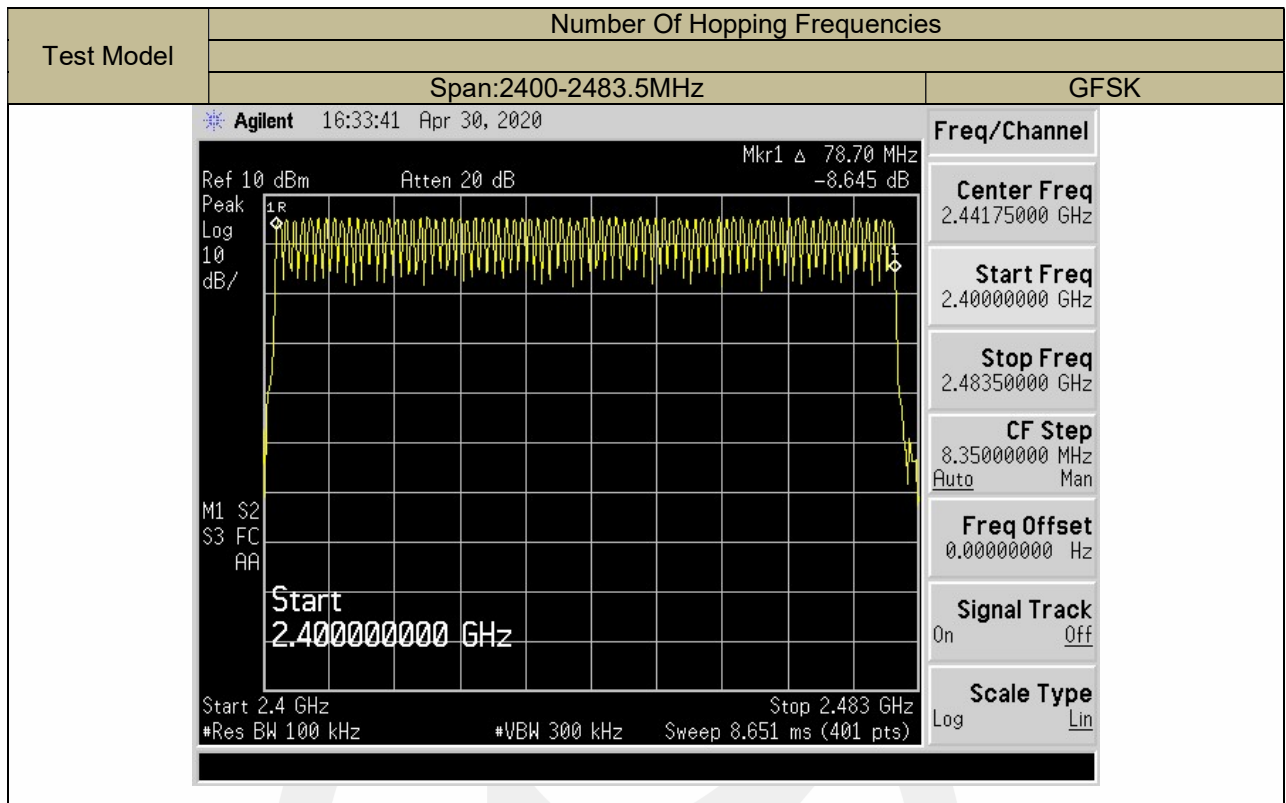 Test Model
Number Of Hopping Frequencies
Span:2400-2483.5MHz GFSK
Agilent 16:33:41 Apr 30, 2020
Freq/Channel
Mkr1 Δ 78.70 MHz
Ref 10 dBm Atten 20 dB -8.645 dB
Peak
Log
10
dB/
1R
1
Center Freq
2.44175000 GHz
Start Freq
2.40000000 GHz
Stop Freq
2.48350000 GHz
CF Step
8.35000000 MHz
Auto Man
M1 S2
S3 FC
AA
Freq Offset
0.00000000 Hz
Start
2.400000000 GHz
Signal Track
On Off
Scale Type
Log Lin
Start 2.4 GHz Stop 2.483 GHz
#Res BW 100 kHz #VBW 300 kHz Sweep 8.651 ms (401 pts)